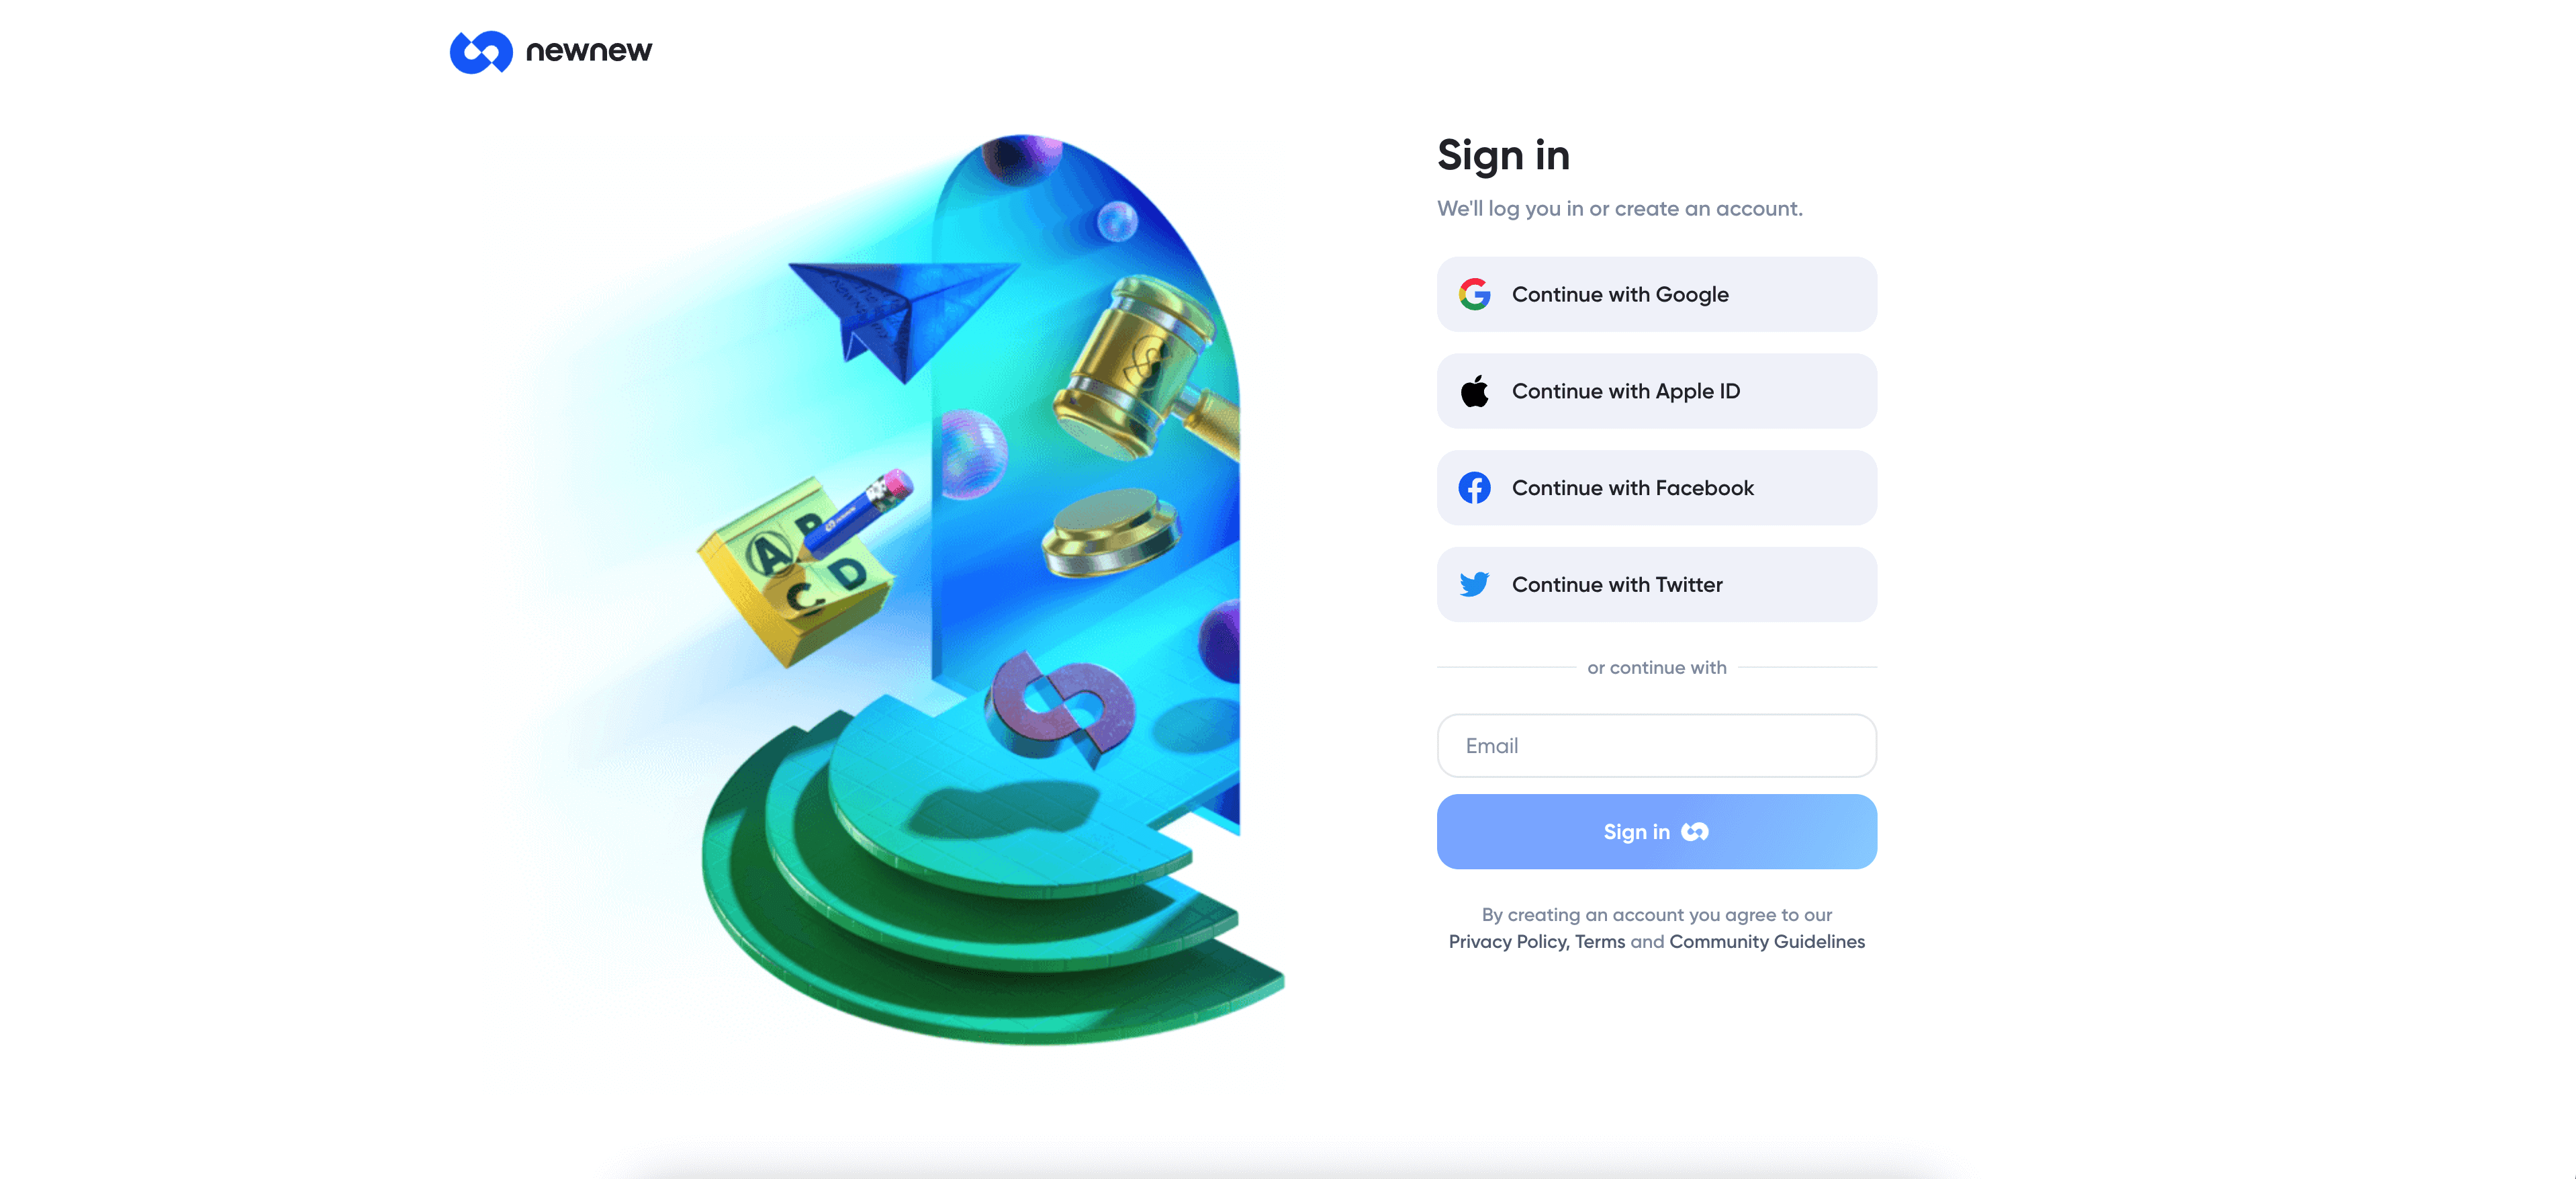 newnew
Sign in
We'll log you in or create an account.
Continue with Google
Continue with Apple ID
Continue with Facebook
Continue with Twitter
or continue with
Email
Sign in
By creating an account you agree to our
Privacy Policy, Terms and Community Guidelines
A
C D